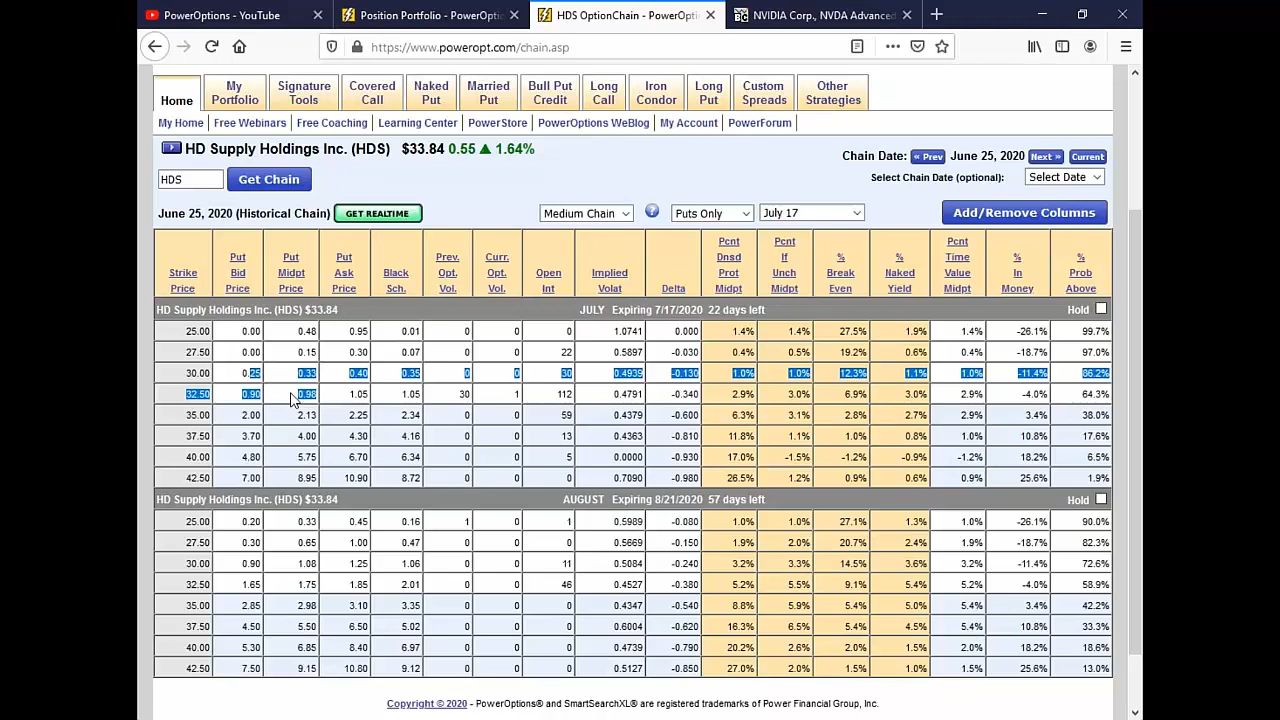 PowerOptions - YouTube
Position Portfolio - PowerOptic
HDS OptionChain - PowerOpti
NVIDIA Corp., NVDA Advanced
https://www.poweropt.com/chain.asp
Home
My Portfolio
Signature Tools
Covered Call
Naked Put
Married Put
Bull Put Credit
Long Call
Iron Condor
Long Put
Custom Spreads
Other Strategies
My Home | Free Webinars | Free Coaching | Learning Center | PowerStore | PowerOptions WeBlog | My Account | PowerForum |
HD Supply Holdings Inc. (HDS) $33.84 0.55 ▲ 1.64%
Chain Date: « Prev June 25, 2020 Next » Current
HDS Get Chain
Select Chain Date (optional): Select Date
June 25, 2020 (Historical Chain) GET REALTIME Medium Chain ? Puts Only July 17 Add/Remove Columns
Strike Price
Put Bid Price
Put Midpt Price
Put Ask Price
Black Sch.
Prev. Opt. Vol.
Curr. Opt. Vol.
Open Int
Implied Volat
Delta
Pcnt Dnsd Prot Midpt
Pcnt If Unch Midpt
% Break Even
% Naked Yield
Pcnt Time Value Midpt
% In Money
% Prob Above
HD Supply Holdings Inc. (HDS) $33.84 JULY Expiring 7/17/2020 22 days left Hold
25.00 0.00 0.48 0.95 0.01 0 0 0 1.0741 0.000 1.4% 1.4% 27.5% 1.9% 1.4% -26.1% 99.7%
27.50 0.00 0.15 0.30 0.07 0 0 22 0.5897 -0.030 0.4% 0.5% 19.2% 0.6% 0.4% -18.7% 97.0%
30.00 0.25 0.33 0.40 0.35 0 0 30 0.4939 -0.130 1.0% 1.0% 12.3% 1.1% 1.0% -11.4% 86.2%
32.50 0.90 0.98 1.05 1.05 30 1 112 0.4791 -0.340 2.9% 3.0% 6.9% 3.0% 2.9% -4.0% 64.3%
35.00 2.00 2.13 2.25 2.34 0 0 59 0.4379 -0.600 6.3% 3.1% 2.8% 2.7% 2.9% 3.4% 38.0%
37.50 3.70 4.00 4.30 4.16 0 0 13 0.4363 -0.810 11.8% 1.1% 1.0% 0.8% 1.0% 10.8% 17.6%
40.00 4.80 5.75 6.70 6.34 0 0 5 0.0000 -0.930 17.0% -1.5% -1.2% -0.9% -1.2% 18.2% 6.5%
42.50 7.00 8.95 10.90 8.72 0 0 0 0.7090 -0.980 26.5% 1.2% 0.9% 0.6% 0.9% 25.6% 1.9%
HD Supply Holdings Inc. (HDS) $33.84 AUGUST Expiring 8/21/2020 57 days left Hold
25.00 0.20 0.33 0.45 0.16 1 0 1 0.5989 -0.080 1.0% 1.0% 27.1% 1.3% 1.0% -26.1% 90.0%
27.50 0.30 0.65 1.00 0.47 0 0 0 0.5669 -0.150 1.9% 2.0% 20.7% 2.4% 1.9% -18.7% 82.3%
30.00 0.90 1.08 1.25 1.06 0 0 11 0.5084 -0.240 3.2% 3.3% 14.5% 3.6% 3.2% -11.4% 72.6%
32.50 1.65 1.75 1.85 2.01 0 0 46 0.4527 -0.380 5.2% 5.5% 9.1% 5.4% 5.2% -4.0% 58.9%
35.00 2.85 2.98 3.10 3.35 0 0 0 0.4347 -0.540 8.8% 5.9% 5.4% 5.0% 5.4% 3.4% 42.2%
37.50 4.50 5.50 6.50 5.02 0 0 0 0.6004 -0.620 16.3% 6.5% 5.4% 4.5% 5.4% 10.8% 33.3%
40.00 5.30 6.85 8.40 6.97 0 0 0 0.4739 -0.790 20.2% 2.6% 2.0% 1.5% 2.0% 18.2% 18.6%
42.50 7.50 9.15 10.80 9.12 0 0 0 0.5127 -0.850 27.0% 2.0% 1.5% 1.0% 1.5% 25.6% 13.0%
Copyright © 2020 - PowerOptions® and SmartSearchXL® are registered trademarks of Power Financial Group, Inc.